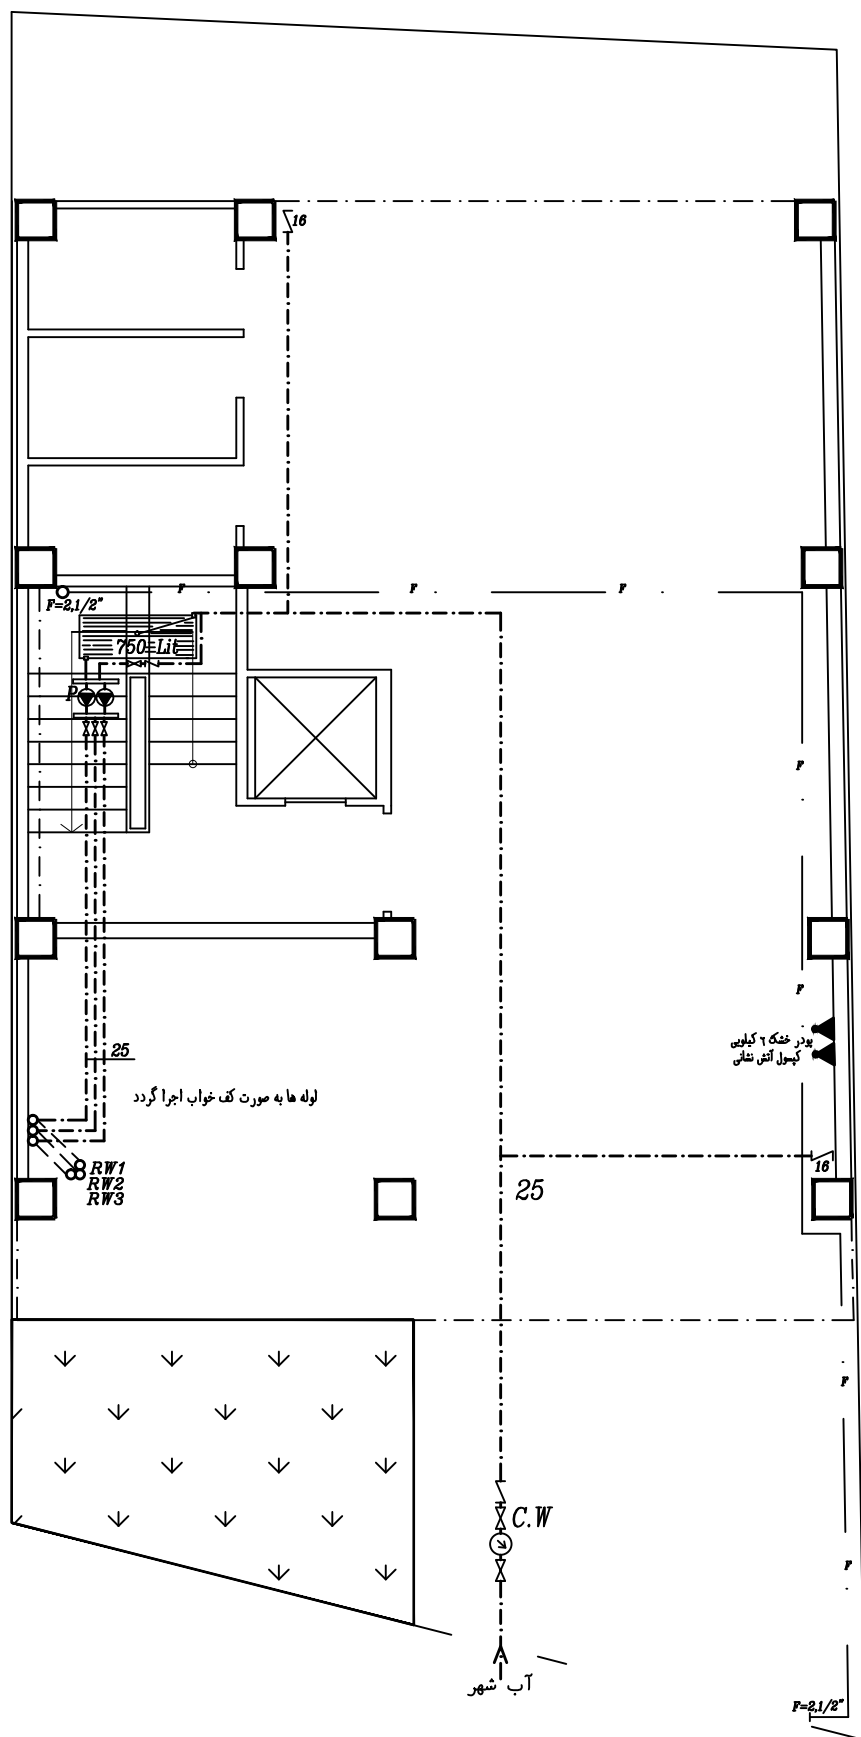 16
F
F
F
F=2,1/2"
750=Lit
P
F
F
پودر خشک ٦ کیلویی
کپسول آتش نشانی
25
لوله ها به صورت کف خواب اجرا گردد
RW1
RW2
RW3
16
25
F
C.W
F
آب شهر
F=2,1/2"